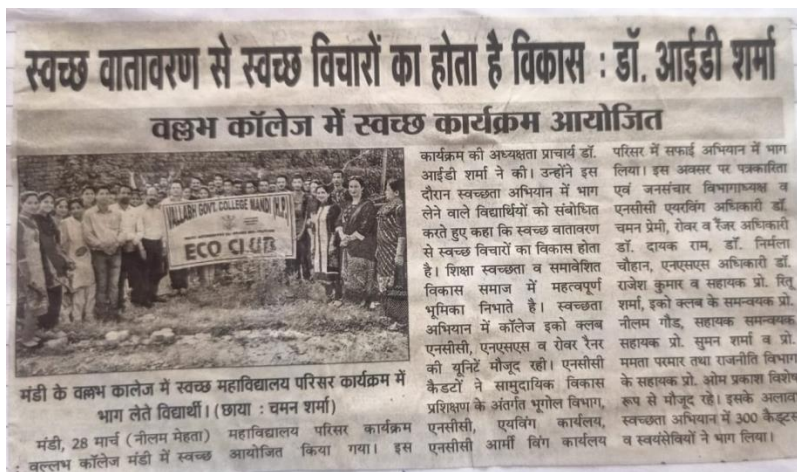 स्वच्छ वातावरण से स्वच्छ विचारों का होता है विकास : डॉ. आईडी शर्मा
वल्लभ कॉलेज में स्वच्छ कार्यक्रम आयोजित
VALLABH GOVT. COLLEGE MANDI (H.P.)
ECO CLUB
मंडी के वल्लभ कालेज में स्वच्छ महाविद्यालय परिसर कार्यक्रम में
भाग लेते विद्यार्थी। (छाया : चमन शर्मा)
मंडी, 28 मार्च (नीलम मेहता)
वल्लभ कॉलेज मंडी में स्वच्छ
महाविद्यालय परिसर कार्यक्रम
आयोजित किया गया। इस
कार्यक्रम की अध्यक्षता प्राचार्य डॉ.
आईडी शर्मा ने की। उन्होंने इस
दौरान स्वच्छता अभियान में भाग
लेने वाले विद्यार्थियों को संबोधित
करते हुए कहा कि स्वच्छ वातावरण
से स्वच्छ विचारों का विकास होता
है। शिक्षा स्वच्छता व समावेशित
विकास समाज में महत्वपूर्ण
भूमिका निभाते है। स्वच्छता
अभियान में कॉलेज इको क्लब
एनसीसी, एनएसएस व रोवर रैनर
की यूनिटें मौजूद रही। एनसीसी
कैडटों ने सामुदायिक विकास
प्रशिक्षण के अंतर्गत भूगोल विभाग,
एनसीसी, एयविंग कार्यालय,
एनसीसी आर्मी विंग कार्यालय
परिसर में सफाई अभियान में भाग
लिया। इस अवसर पर पत्रकारिता
एवं जनसंचार विभागाध्यक्ष व
एनसीसी एयरविंग अधिकारी डॉ.
चमन प्रेमी, रोवर व रेंजर अधिकारी
डॉ. दायक राम, डॉ. निर्मला
चौहान, एनएसएस अधिकारी डॉ.
राजेश कुमार व सहायक प्रो. रितू
शर्मा, इको क्लब के समन्वयक प्रो.
नीलम गौड, सहायक समन्वयक
सहायक प्रो. सुमन शर्मा व प्रो.
ममता परमार तथा राजनीति विभाग
के सहायक प्रो. ओम प्रकाश विशेष
रूप से मौजूद रहे। इसके अलावा
स्वच्छता अभियान में 300 कैड्टस
व स्वयंसेवियों ने भाग लिया।